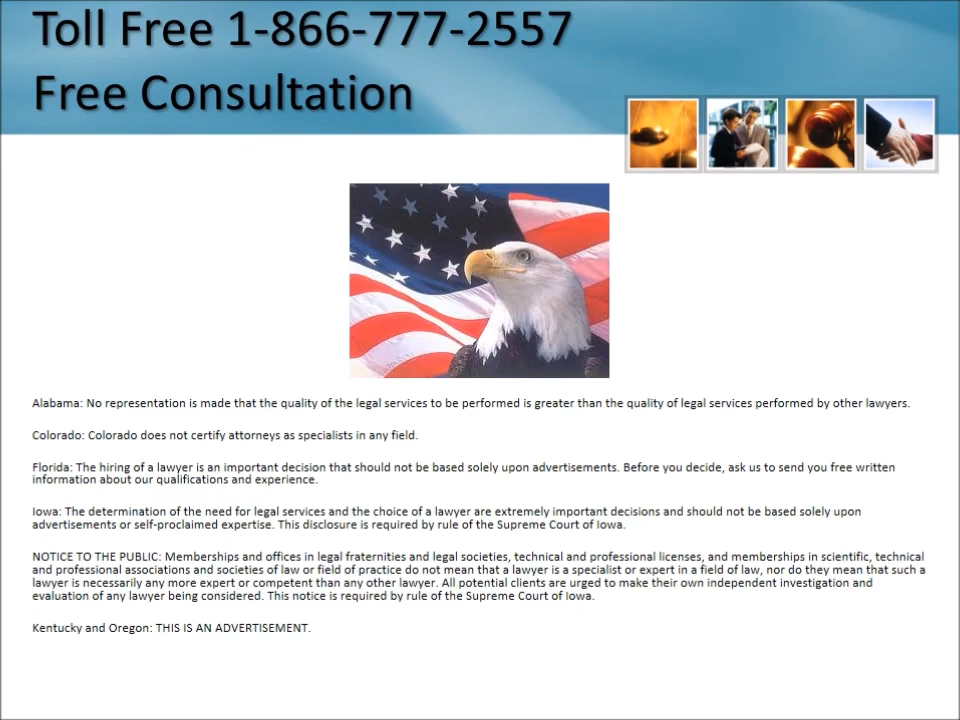 Toll Free 1-866-777-2557
Free Consultation
Alabama: No representation is made that the quality of the legal services to be performed is greater than the quality of legal services performed by other lawyers.
Colorado: Colorado does not certify attorneys as specialists in any field.
Florida: The hiring of a lawyer is an important decision that should not be based solely upon advertisements. Before you decide, ask us to send you free written
information about our qualifications and experience.
Iowa: The determination of the need for legal services and the choice of a lawyer are extremely important decisions and should not be based solely upon
advertisements or self-proclaimed expertise. This disclosure is required by rule of the Supreme Court of Iowa.
NOTICE TO THE PUBLIC: Memberships and offices in legal fraternities and legal societies, technical and professional licenses, and memberships in scientific, technical
and professional associations and societies of law or field of practice do not mean that a lawyer is a specialist or expert in a field of law, nor do they mean that such a
lawyer is necessarily any more expert or competent than any other lawyer. All potential clients are urged to make their own independent investigation and
evaluation of any lawyer being considered. This notice is required by rule of the Supreme Court of Iowa.
Kentucky and Oregon: THIS IS AN ADVERTISEMENT.